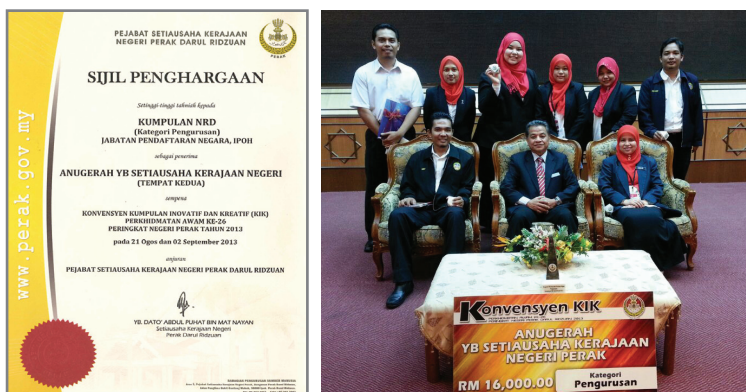 PEJABAT SETIAUSAHA KERAJAAN
NEGERI PERAK DARUL RIDZUAN
PERAK
SIJIL PENGHARGAAN
Setinggi-tinggi tahniah kepada
KUMPULAN NRD
(Kategori Pengurusan)
JABATAN PENDAFTARAN NEGARA, IPOH
sebagai penerima
ANUGERAH YB SETIAUSAHA KERAJAAN NEGERI
(TEMPAT KEDUA)
sempena
KONVENSYEN KUMPULAN INOVATIF DAN KREATIF (KIK)
PERKHIDMATAN AWAM KE-26
PERINGKAT NEGERI PERAK TAHUN 2013
pada 21 Ogos dan 02 September 2013
anjuran
PEJABAT SETIAUSAHA KERAJAAN NEGERI PERAK DARUL RIDZUAN
YB. DATO' ABDUL PUHAT BIN MAT NAYAN
Setiausaha Kerajaan Negeri
Perak Darul Ridzuan
www.perak.gov.my
Konvensyen KIK
ANUGERAH
YB SETIAUSAHA KERAJAAN
NEGERI PERAK
Kategori
RM 16,000.00 Pengurusan